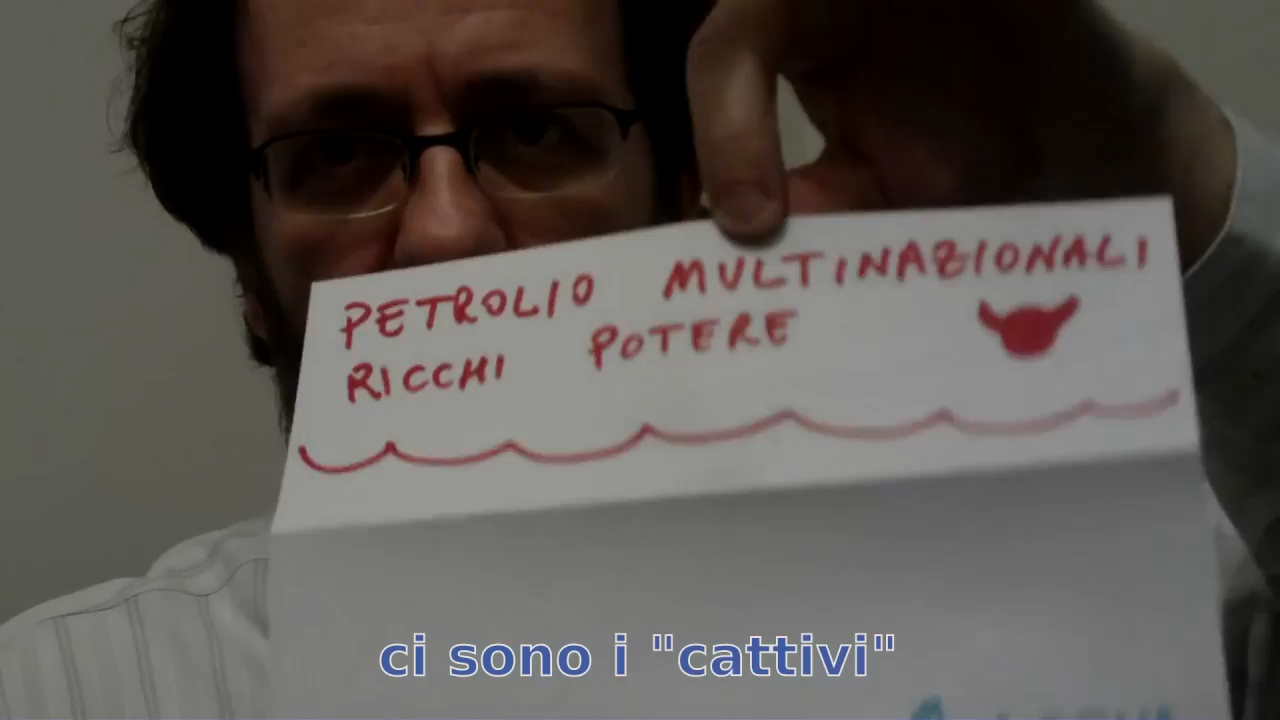 PETROLIO MULTINAZIONALI
RICCHI POTERE
ci sono i "cattivi"